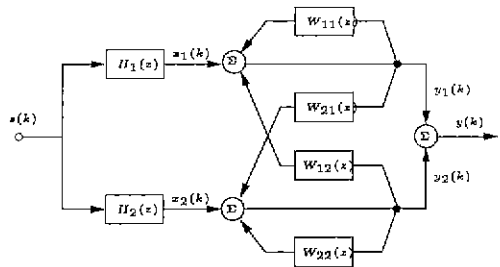 W11(z)
x1(k)
Σ
H1(z)
y1(k)
W21(z)
s(k)
Σ
y(k)
W12(z)
y2(k)
x2(k)
H2(z)
Σ
W22(z)